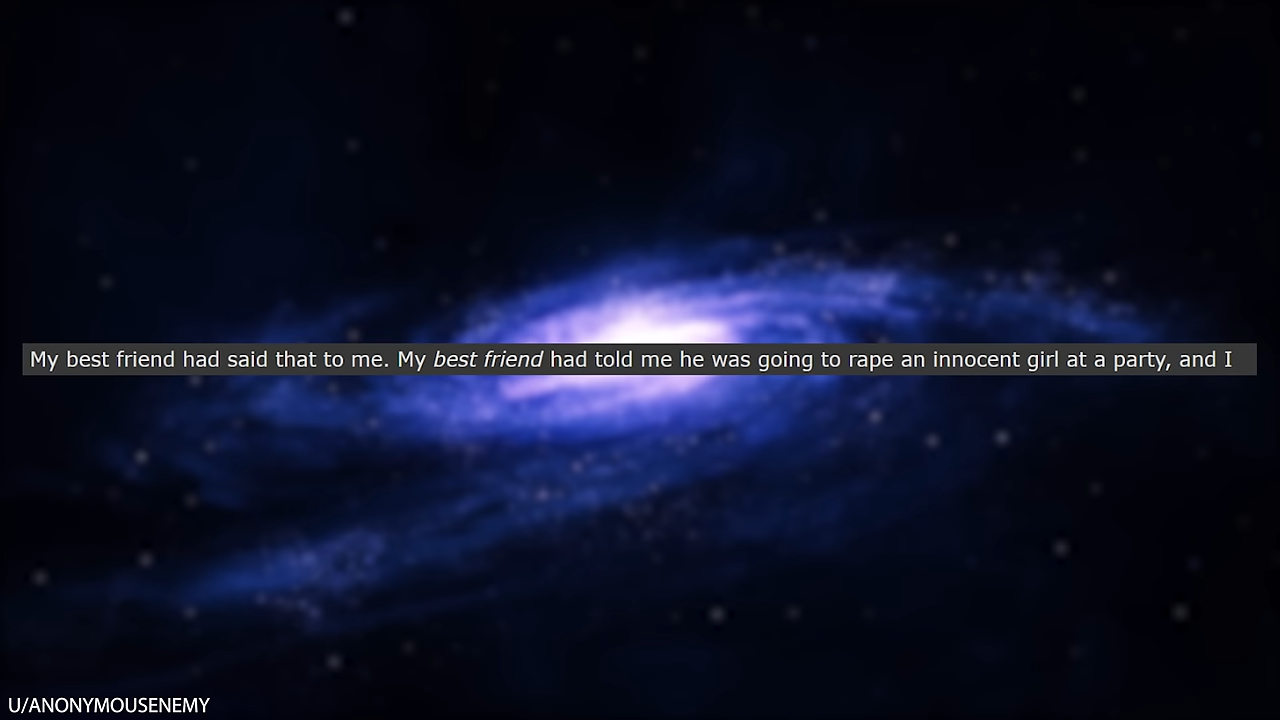 My best friend had said that to me. My best friend had told me he was going to rape an innocent girl at a party, and I
U/ANONYMOUSENEMY